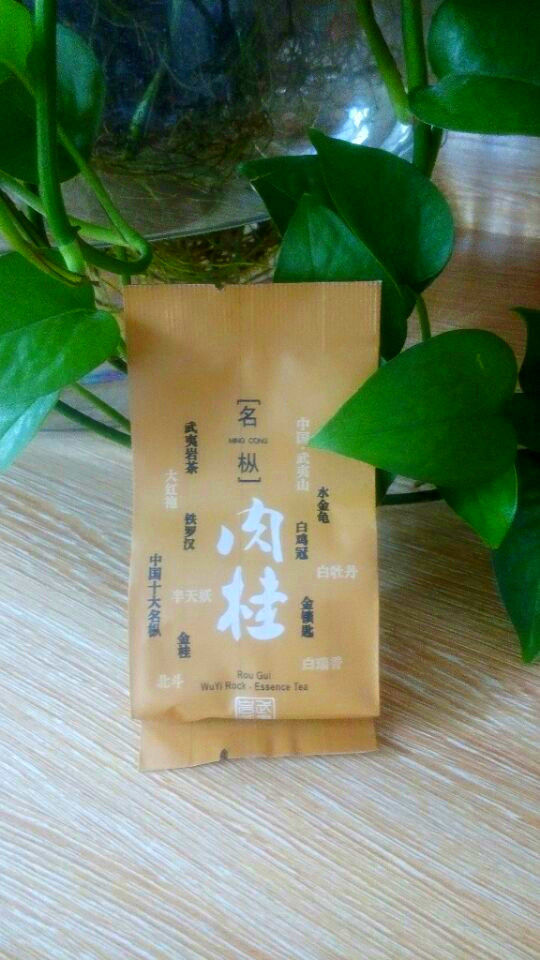 [名
MING CONG
枞]
肉桂
武夷岩茶
大红袍
铁罗汉
中国十大名枞
半天妖
金桂
北斗
中国·武夷山
水金龟
白鸡冠
白牡丹
金锁匙
白瑞香
Rou Gui
WuYi Rock - Essence Tea